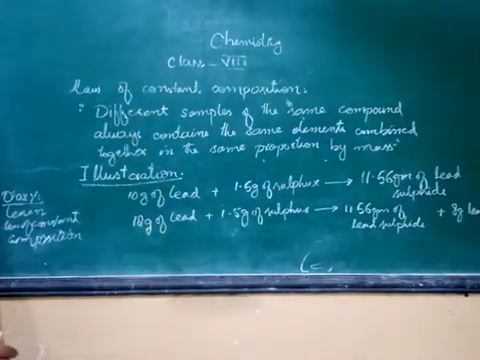 Chemistry
Class - VIII
Law of constant composition:
" Different samples of the same compound
always contains the same elements combined
together in the same proportion by mass"
Illustration.
10g of lead + 1.5g of sulphur → 11.56gm of lead
sulphide
18g of lead + 1.5g of sulphur → 11.56gm of + 8g lea
lead sulphide
Diary:
Learn
law of constant
composition